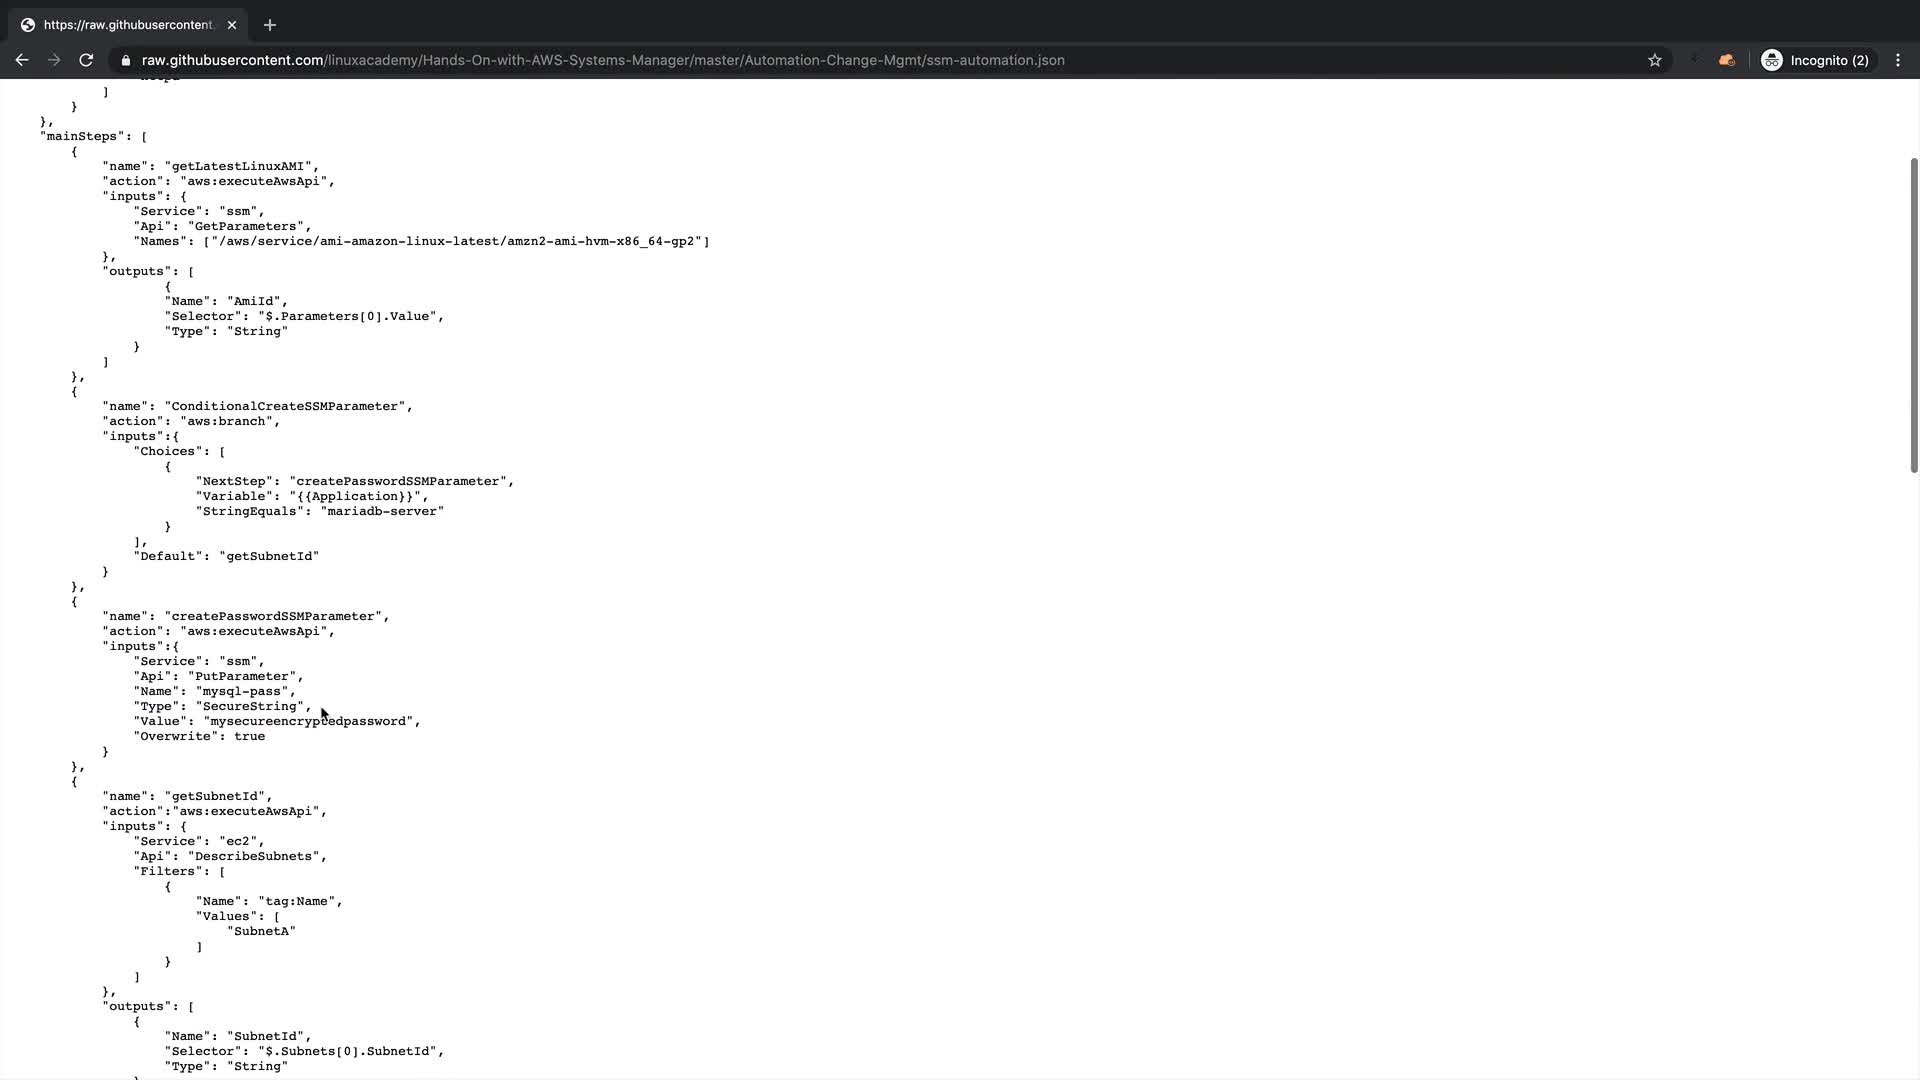 https://raw.githubusercontent.
raw.githubusercontent.com/linuxacademy/Hands-On-with-AWS-Systems-Manager/master/Automation-Change-Mgmt/ssm-automation.json
Incognito (2)
]
}
},
"mainSteps": [
{
"name": "getLatestLinuxAMI",
"action": "aws:executeAwsApi",
"inputs": {
"Service": "ssm",
"Api": "GetParameters",
"Names": ["/aws/service/ami-amazon-linux-latest/amzn2-ami-hvm-x86_64-gp2"]
},
"outputs": [
{
"Name": "AmiId",
"Selector": "$.Parameters[0].Value",
"Type": "String"
}
]
},
{
"name": "ConditionalCreateSSMParameter",
"action": "aws:branch",
"inputs":{
"Choices": [
{
"NextStep": "createPasswordSSMParameter",
"Variable": "{{Application}}",
"StringEquals": "mariadb-server"
}
],
"Default": "getSubnetId"
}
},
{
"name": "createPasswordSSMParameter",
"action": "aws:executeAwsApi",
"inputs":{
"Service": "ssm",
"Api": "PutParameter",
"Name": "mysql-pass",
"Type": "SecureString",
"Value": "mysecureencryptedpassword",
"Overwrite": true
}
},
{
"name": "getSubnetId",
"action":"aws:executeAwsApi",
"inputs": {
"Service": "ec2",
"Api": "DescribeSubnets",
"Filters": [
{
"Name": "tag:Name",
"Values": [
"SubnetA"
]
}
]
},
"outputs": [
{
"Name": "SubnetId",
"Selector": "$.Subnets[0].SubnetId",
"Type": "String"